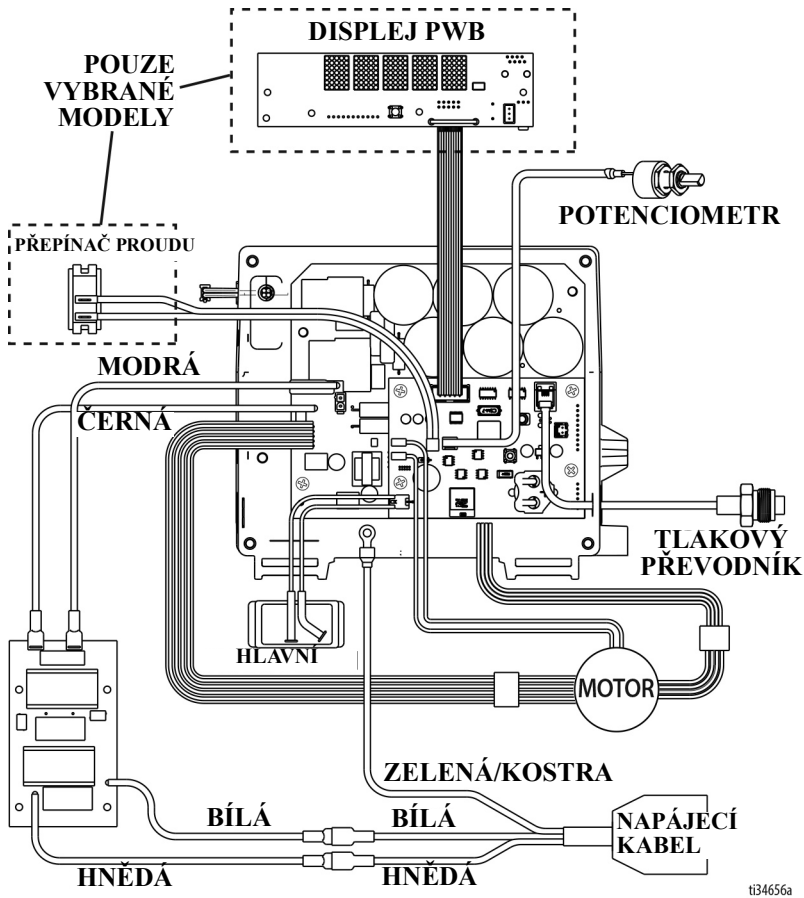 DISPLEJ PWB
POUZE
VYBRANÉ
MODELY
POTENCIOMETR
PŘEPÍNAČ PROUDU
MODRÁ
ČERNÁ
TLAKOVÝ
PŘEVODNÍK
HLAVNÍ
MOTOR
ZELENÁ/KOSTRA
BÍLÁ
BÍLÁ
NAPÁJECÍ
KABEL
HNĚDÁ
HNĚDÁ
ti34656a